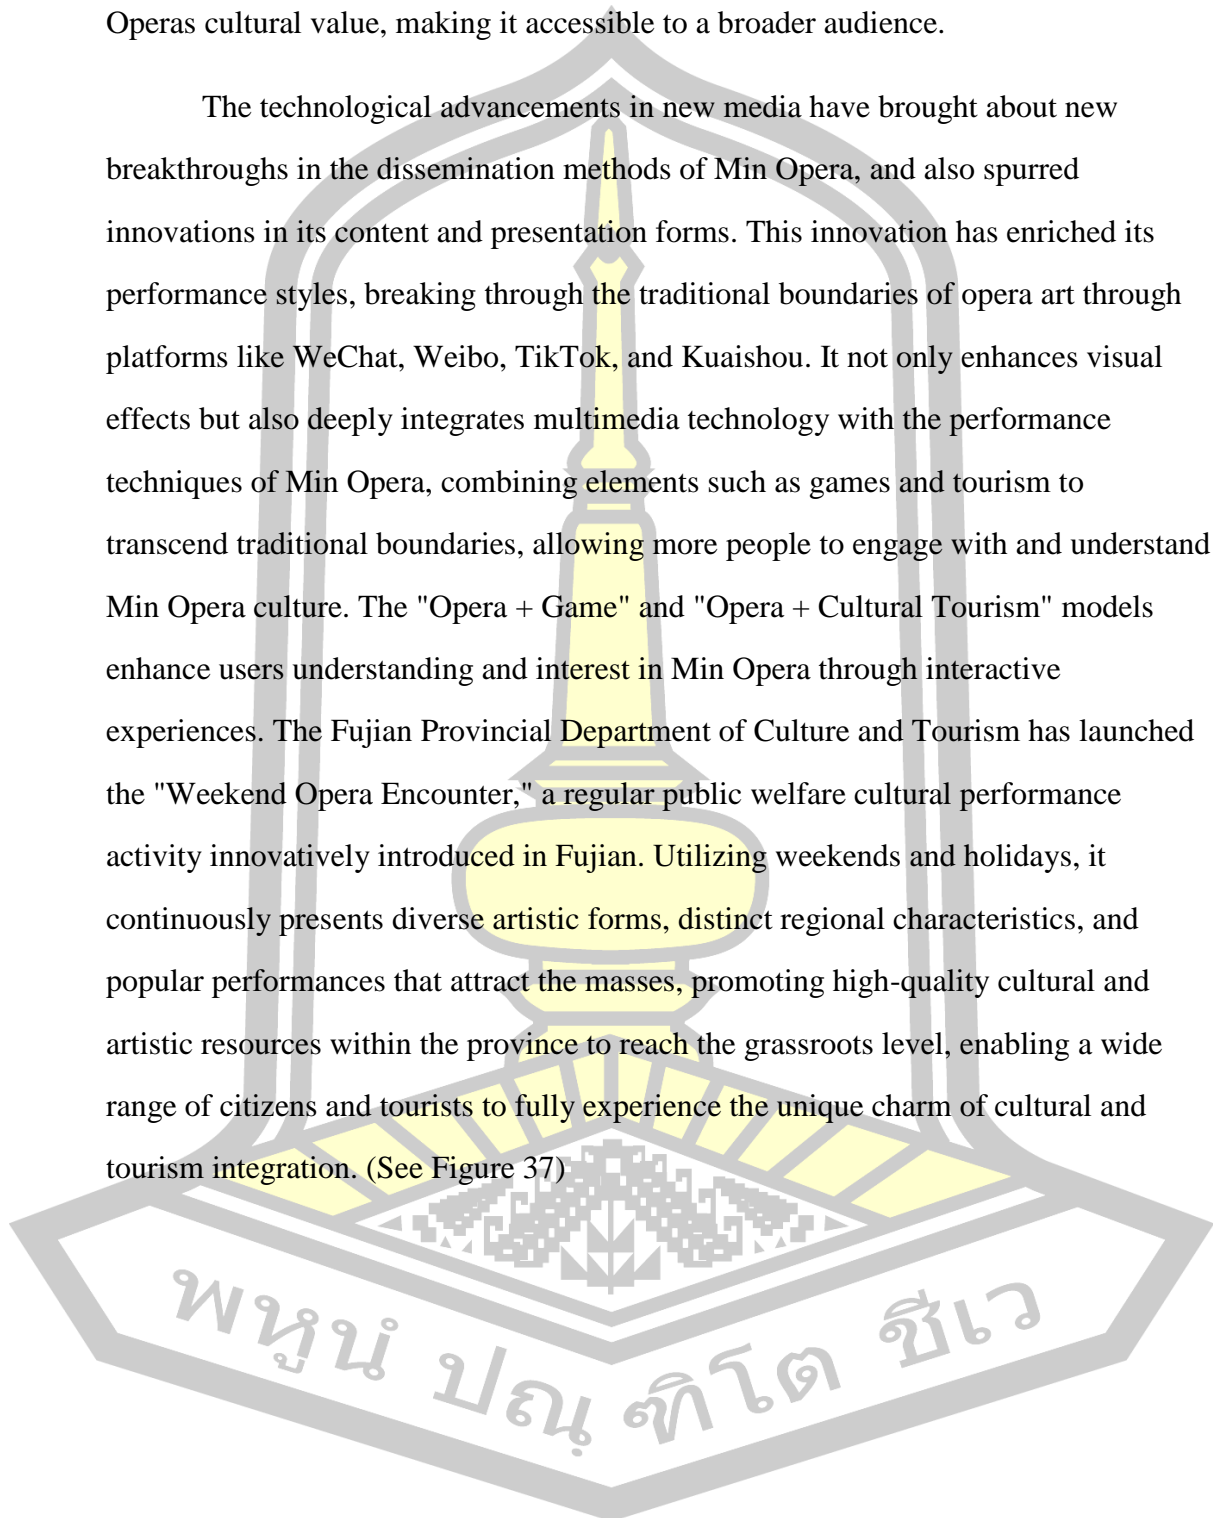 Operas cultural value, making it accessible to a broader audience.
The technological advancements in new media have brought about new
breakthroughs in the dissemination methods of Min Opera, and also spurred
innovations in its content and presentation forms. This innovation has enriched its
performance styles, breaking through the traditional boundaries of opera art through
platforms like WeChat, Weibo, TikTok, and Kuaishou. It not only enhances visual
effects but also deeply integrates multimedia technology with the performance
techniques of Min Opera, combining elements such as games and tourism to
transcend traditional boundaries, allowing more people to engage with and understand
Min Opera culture. The "Opera + Game" and "Opera + Cultural Tourism" models
enhance users understanding and interest in Min Opera through interactive
experiences. The Fujian Provincial Department of Culture and Tourism has launched
the "Weekend Opera Encounter," a regular public welfare cultural performance
activity innovatively introduced in Fujian. Utilizing weekends and holidays, it
continuously presents diverse artistic forms, distinct regional characteristics, and
popular performances that attract the masses, promoting high-quality cultural and
artistic resources within the province to reach the grassroots level, enabling a wide
range of citizens and tourists to fully experience the unique charm of cultural and
tourism integration. (See Figure 37)
พหูนํ ปณฺฑิโต ชีเว